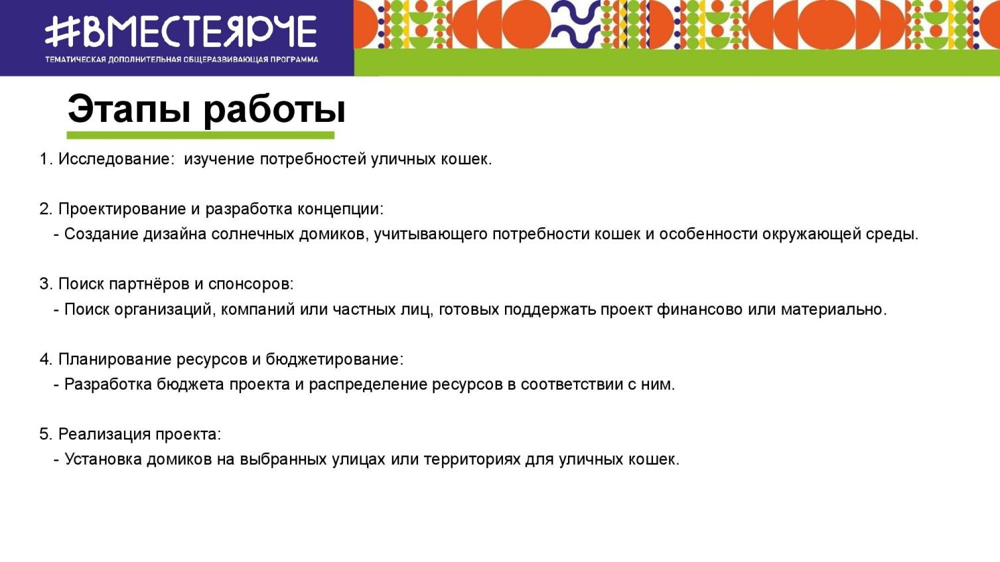 #ВМЕСТЕЯРЧЕ
ТЕМАТИЧЕСКАЯ ДОПОЛНИТЕЛЬНАЯ ОБЩЕРАЗВИВАЮЩАЯ ПРОГРАММА
Этапы работы
1. Исследование:  изучение потребностей уличных кошек.
2. Проектирование и разработка концепции:
- Создание дизайна солнечных домиков, учитывающего потребности кошек и особенности окружающей среды.
3. Поиск партнёров и спонсоров:
- Поиск организаций, компаний или частных лиц, готовых поддержать проект финансово или материально.
4. Планирование ресурсов и бюджетирование:
- Разработка бюджета проекта и распределение ресурсов в соответствии с ним.
5. Реализация проекта:
- Установка домиков на выбранных улицах или территориях для уличных кошек.